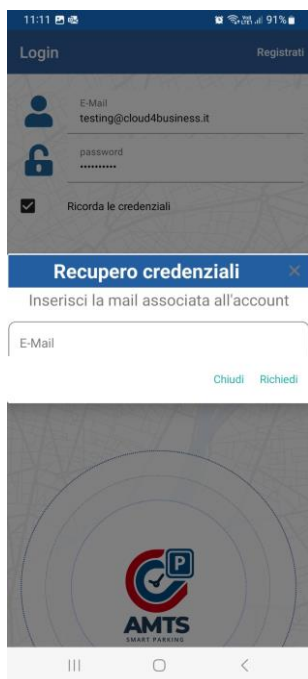 11:11 91%
Login Registrati
E-Mail
testing@cloud4business.it
password
••••••••••
Ricorda le credenziali
Recupero credenziali ×
Inserisci la mail associata all'account
E-Mail
Chiudi Richiedi
P
AMTS
SMART PARKING